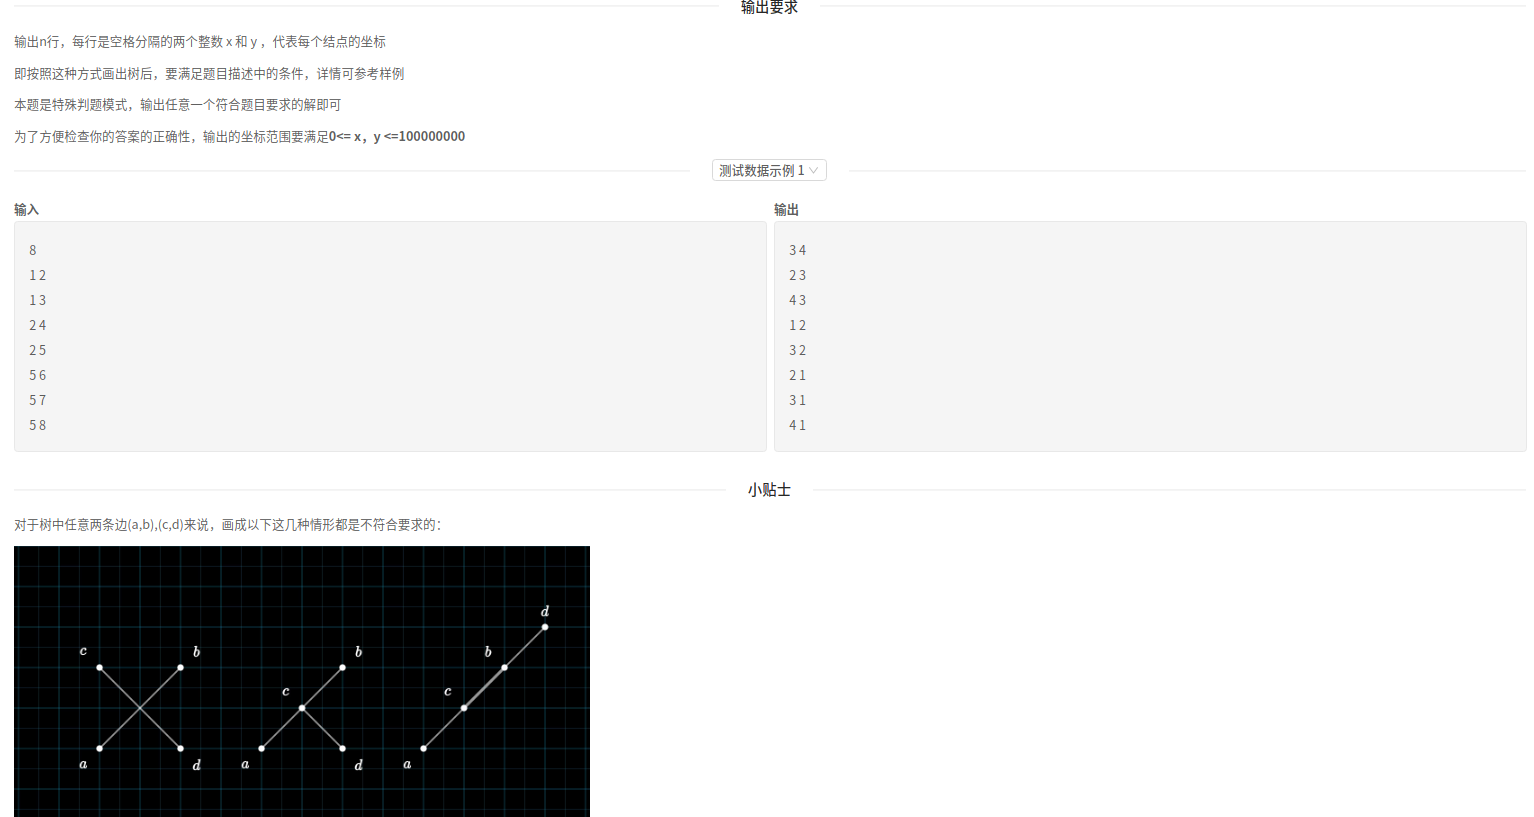 输出要求
输出n行，每行是空格分隔的两个整数 x 和 y ，代表每个结点的坐标
即按照这种方式画出树后，要满足题目描述中的条件，详情可参考样例
本题是特殊判题模式，输出任意一个符合题目要求的解即可
为了方便检查你的答案的正确性，输出的坐标范围要满足0<= x，y <=100000000
测试数据示例 1
输入
8
1 2
1 3
2 4
2 5
5 6
5 7
5 8
输出
3 4
2 3
4 3
1 2
3 2
2 1
3 1
4 1
小贴士
对于树中任意两条边(a,b),(c,d)来说，画成以下这几种情形都是不符合要求的：
c b a d
b c a d
d b c a